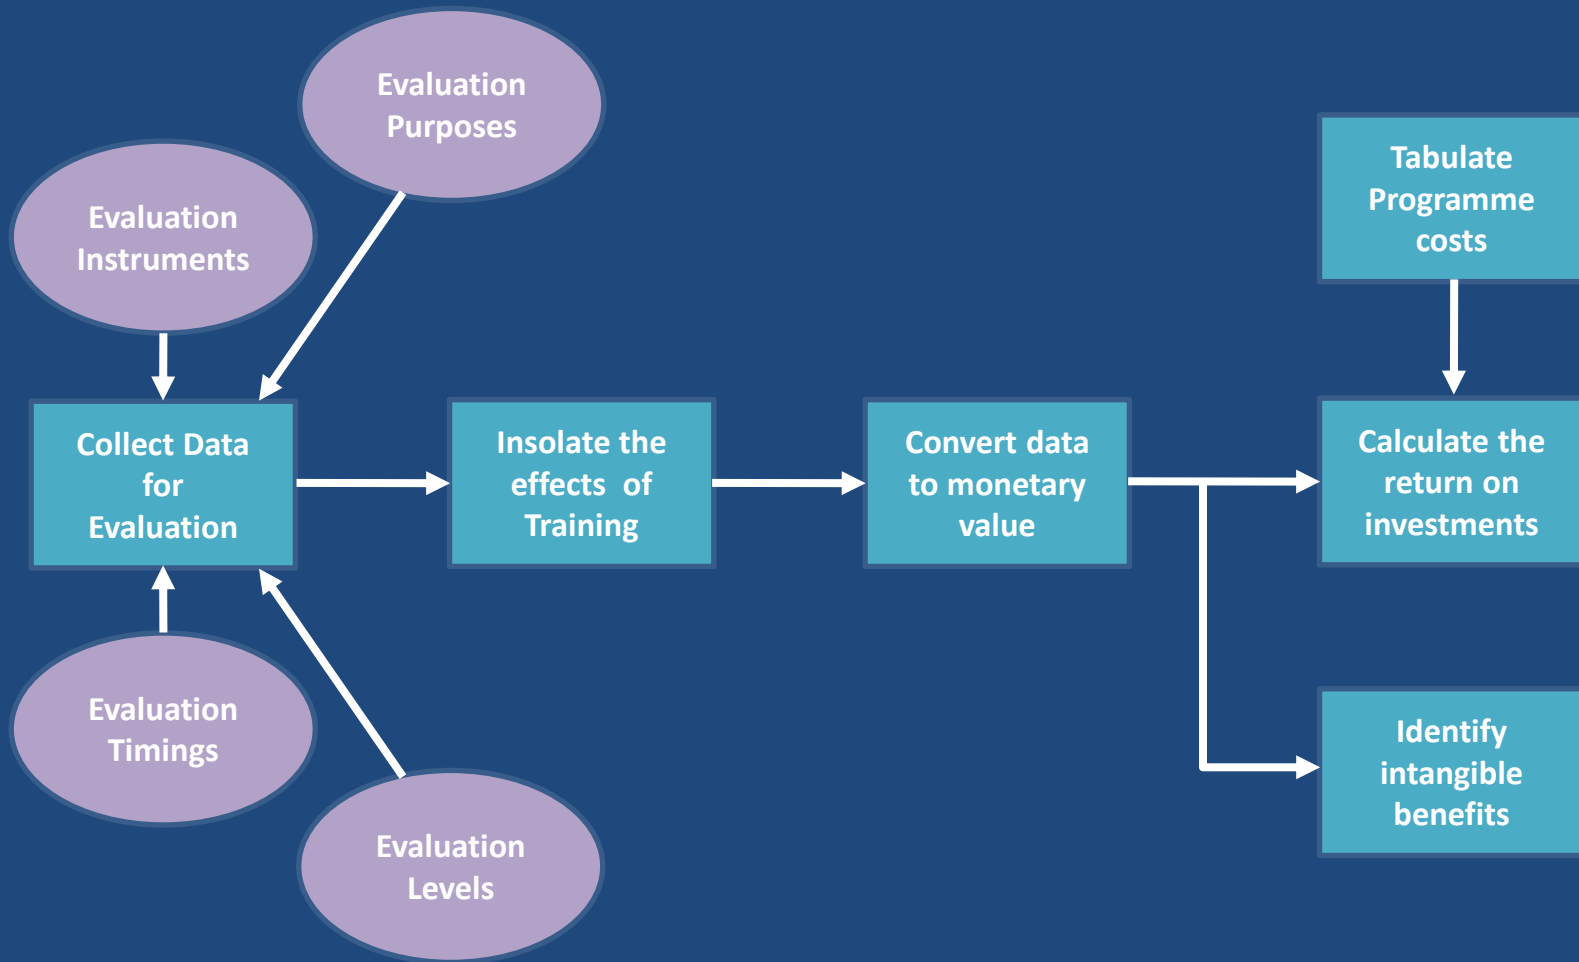 Evaluation
Purposes
Evaluation
Instruments
Tabulate
Programme
costs
Collect Data
for
Evaluation
Insolate the
effects  of
Training
Convert data
to monetary
value
Calculate the
return on
investments
Evaluation
Timings
Evaluation
Levels
Identify
intangible
benefits